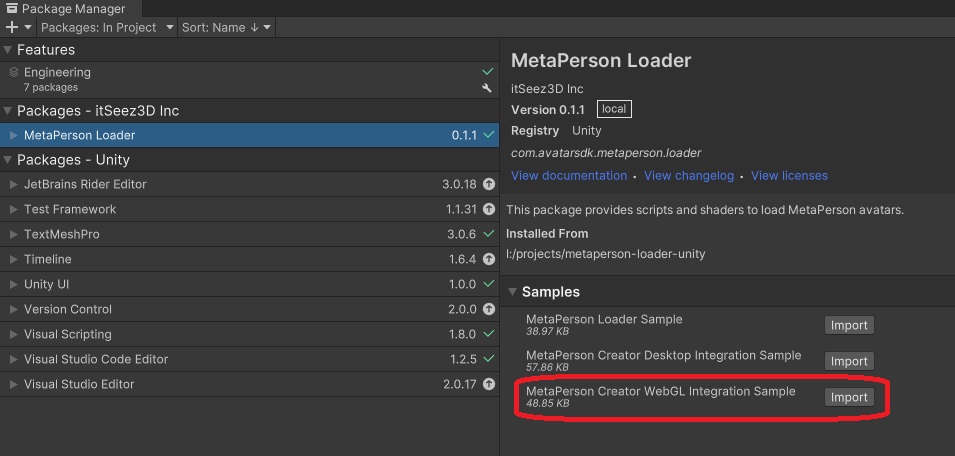 Package Manager
Packages: In Project
Sort: Name ↓
Features
Engineering
7 packages
Packages - itSeez3D Inc
MetaPerson Loader 0.1.1
Packages - Unity
JetBrains Rider Editor 3.0.18
Test Framework 1.1.31
TextMeshPro 3.0.6
Timeline 1.6.4
Unity UI 1.0.0
Version Control 2.0.0
Visual Scripting 1.8.0
Visual Studio Code Editor 1.2.5
Visual Studio Editor 2.0.17
MetaPerson Loader
itSeez3D Inc
Version 0.1.1 local
Registry Unity
com.avatarsdk.metaperson.loader
View documentation • View changelog • View licenses
This package provides scripts and shaders to load MetaPerson avatars.
Installed From
I:/projects/metaperson-loader-unity
Samples
MetaPerson Loader Sample
38.97 KB
Import
MetaPerson Creator Desktop Integration Sample
57.86 KB
Import
MetaPerson Creator WebGL Integration Sample
48.85 KB
Import